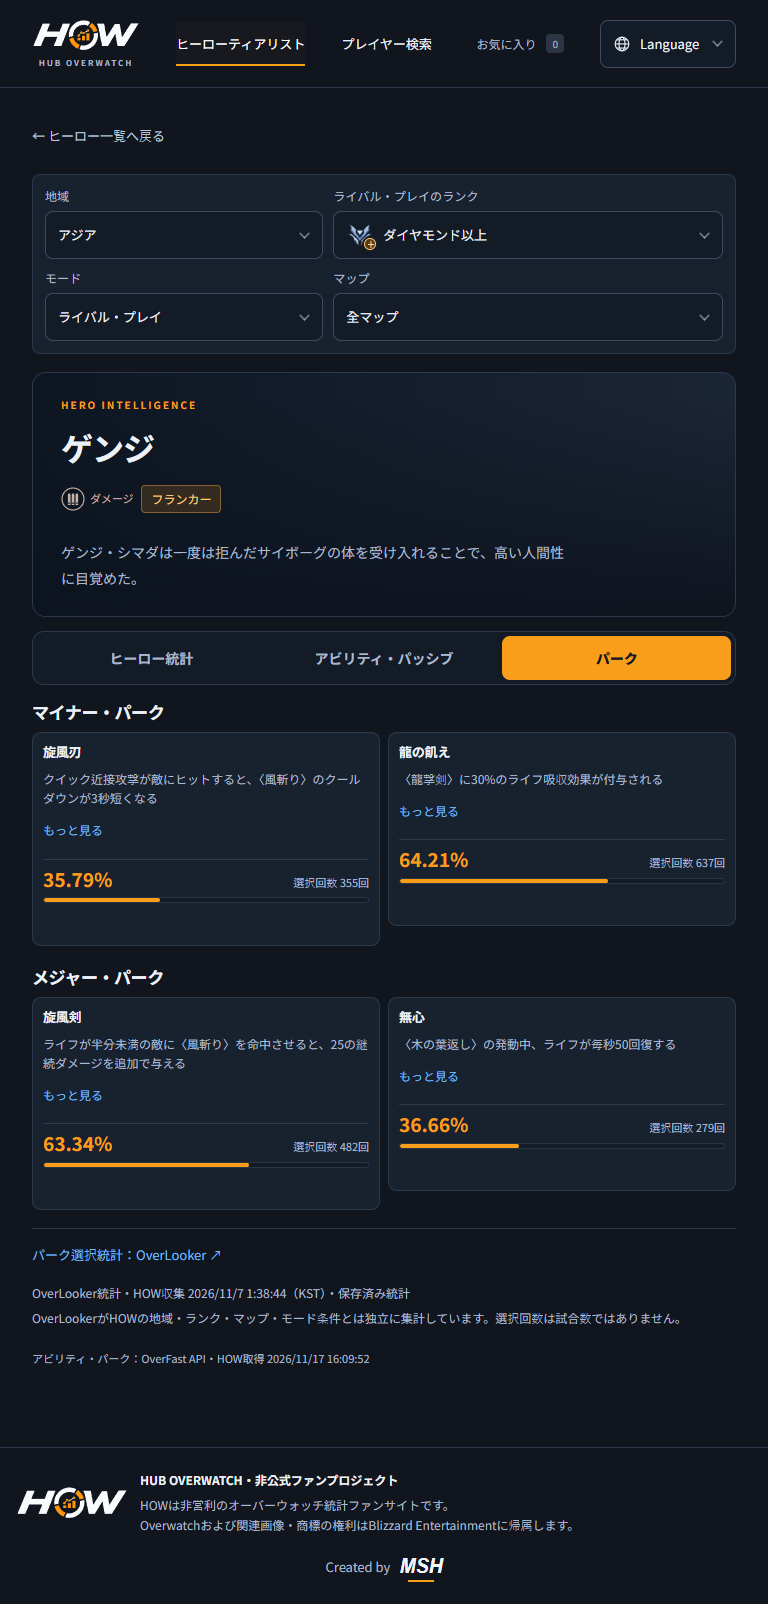 HOW
HUB OVERWATCH
ヒーローティアリスト
プレイヤー検索
お気に入り 0
Language
← ヒーロー一覧へ戻る
地域
ライバル・プレイのランク
アジア
ダイヤモンド以上
モード
マップ
ライバル・プレイ
全マップ
HERO INTELLIGENCE
ゲンジ
ダメージ
フランカー
ゲンジ・シマダは一度は拒んだサイボーグの体を受け入れることで、高い人間性
に目覚めた。
ヒーロー統計
アビリティ・パッシブ
パーク
マイナー・パーク
旋風刃
クイック近接攻撃が敵にヒットすると、〈風斬り〉のクール
ダウンが3秒短くなる
もっと見る
35.79%
選択回数 355回
龍の飢え
〈龍撃剣〉に30%のライフ吸収効果が付与される
もっと見る
64.21%
選択回数 637回
メジャー・パーク
旋風剣
ライフが半分未満の敵に〈風斬り〉を命中させると、25の継
続ダメージを追加で与える
もっと見る
63.34%
選択回数 482回
無心
〈木の葉返し〉の発動中、ライフが毎秒50回復する
もっと見る
36.66%
選択回数 279回
パーク選択統計：OverLooker ↗
OverLooker統計・HOW収集 2026/11/7 1:38:44（KST）・保存済み統計
OverLookerがHOWの地域・ランク・マップ・モード条件とは独立に集計しています。選択回数は試合数ではありません。
アビリティ・パーク：OverFast API・HOW取得 2026/11/17 16:09:52
HOW
HUB OVERWATCH・非公式ファンプロジェクト
HOWは非営利のオーバーウォッチ統計ファンサイトです。
Overwatchおよび関連画像・商標の権利はBlizzard Entertainmentに帰属します。
Created by MSH